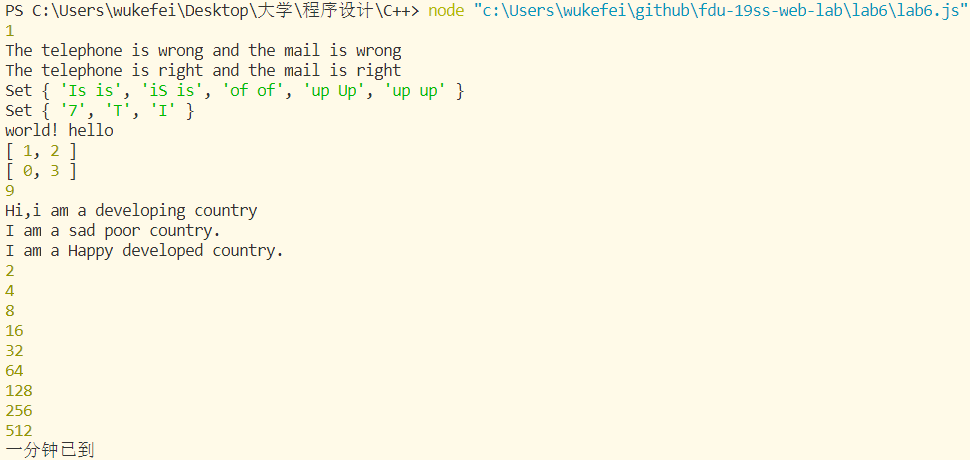 PS C:\Users\wukefei\Desktop\大学\程序设计\C++> node "c:\Users\wukefei\github\fdu-19ss-web-lab\lab6\lab6.js"
1
The telephone is wrong and the mail is wrong
The telephone is right and the mail is right
Set { 'Is is', 'iS is', 'of of', 'up Up', 'up up' }
Set { '7', 'T', 'I' }
world! hello
[ 1, 2 ]
[ 0, 3 ]
9
Hi,i am a developing country
I am a sad poor country.
I am a Happy developed country.
2
4
8
16
32
64
128
256
512
一分钟已到